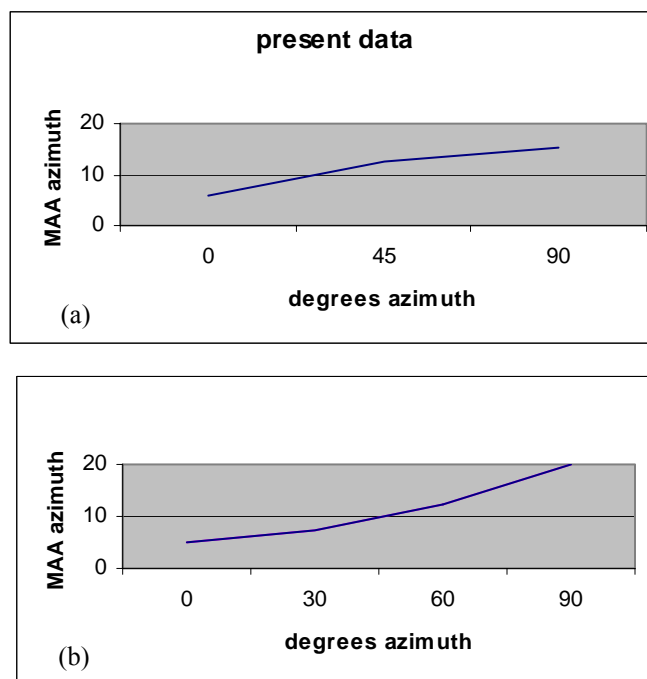 present data
MAA azimuth
20
10
0
0 45 90
degrees azimuth
(a)
MAA azimuth
20
10
0
0 30 60 90
degrees azimuth
(b)